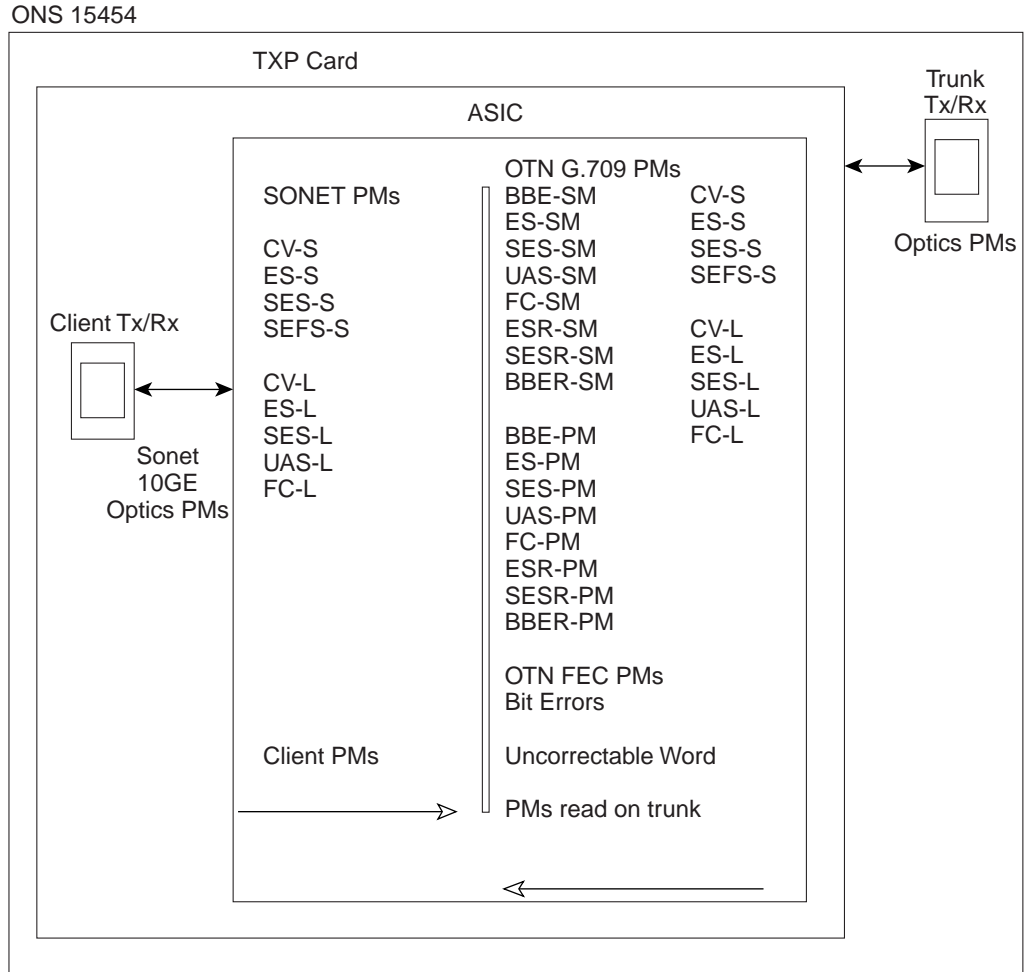 ONS 15454
TXP Card
ASIC
Trunk
Tx/Rx
Optics PMs
Client Tx/Rx
Sonet
10GE
Optics PMs
SONET PMs
CV-S
ES-S
SES-S
SEFS-S
CV-L
ES-L
SES-L
UAS-L
FC-L
Client PMs
OTN G.709 PMs
BBE-SM
ES-SM
SES-SM
UAS-SM
FC-SM
ESR-SM
SESR-SM
BBER-SM
BBE-PM
ES-PM
SES-PM
UAS-PM
FC-PM
ESR-PM
SESR-PM
BBER-PM
OTN FEC PMs
Bit Errors
Uncorrectable Word
PMs read on trunk
CV-S
ES-S
SES-S
SEFS-S
CV-L
ES-L
SES-L
UAS-L
FC-L